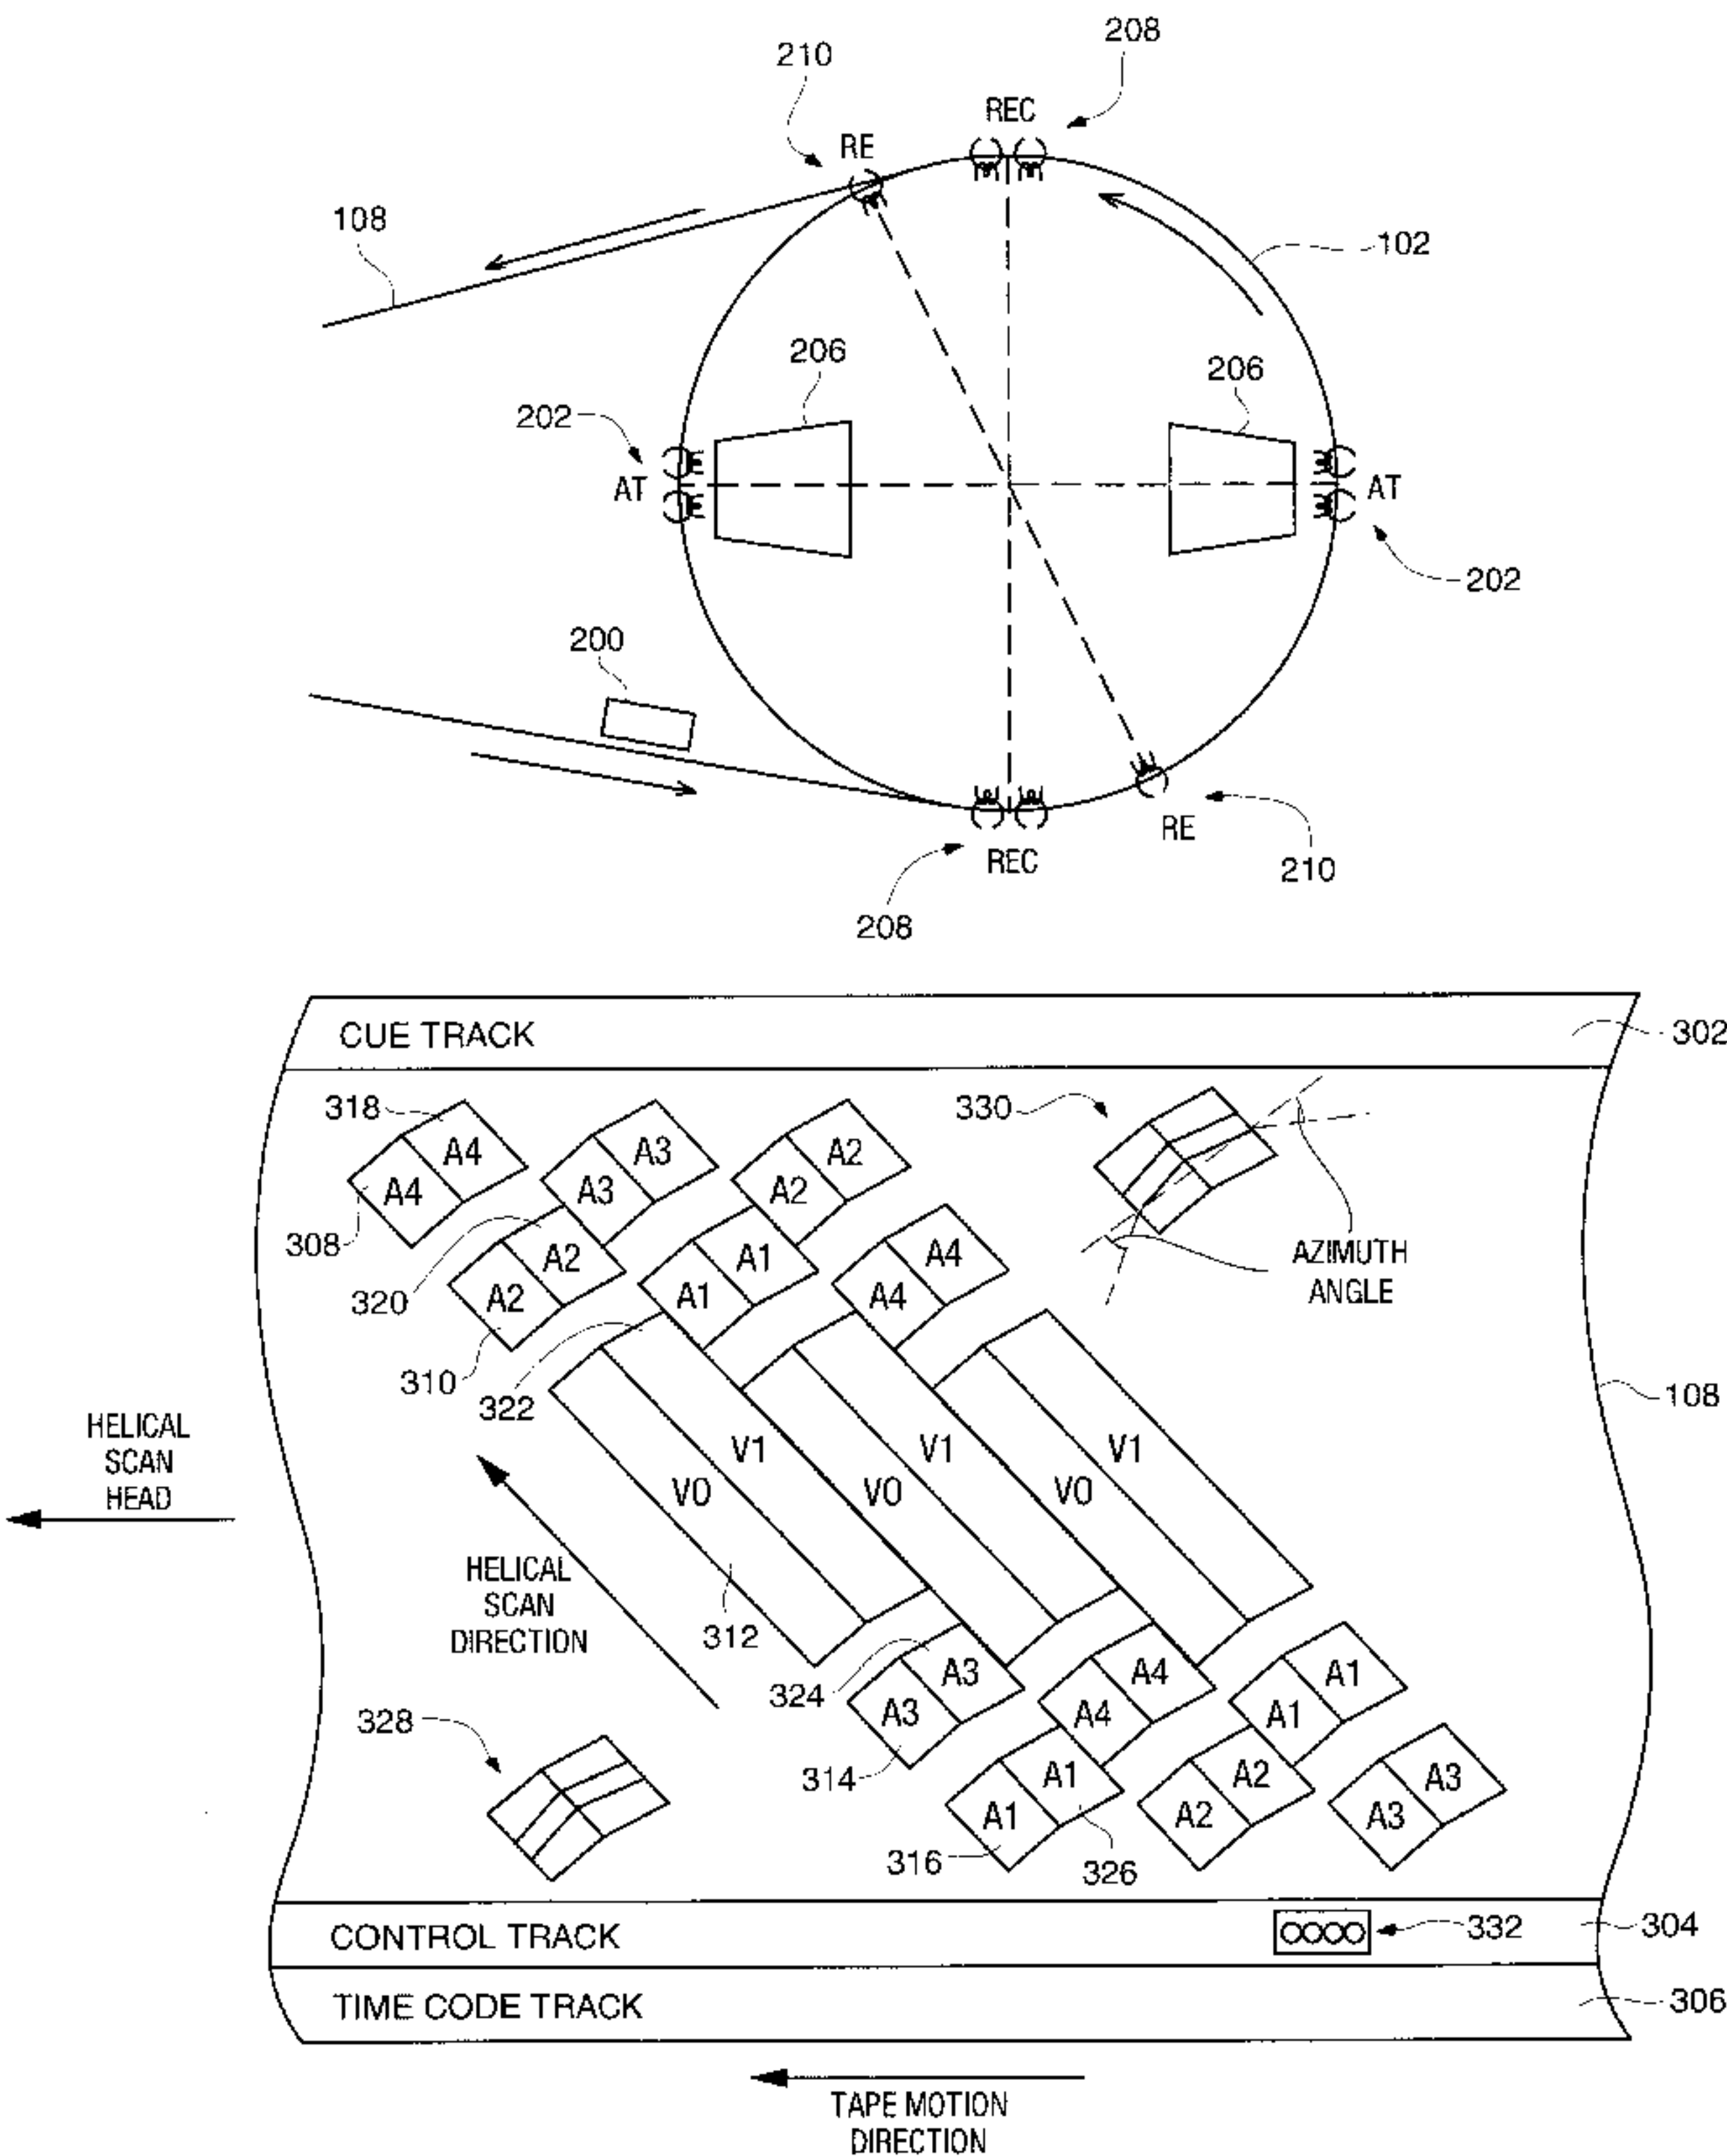 208
210
REC
RE
108
102
206
206
202
AT
AT
202
200
RE
REC
210
208
CUE TRACK
302
318
A4
A3
A2
330
A4
A3
A2
308
A2
A1
A4
AZIMUTH
ANGLE
320
A2
A1
A4
310
322
108
HELICAL
SCAN
HEAD
V1
V1
V1
V0
V0
V0
HELICAL
SCAN
DIRECTION
312
324
A3
A4
A1
A3
A4
A1
328
314
A1
A2
A3
A1
A2
A3
316
326
CONTROL TRACK
332
304
TIME CODE TRACK
306
TAPE MOTION
DIRECTION